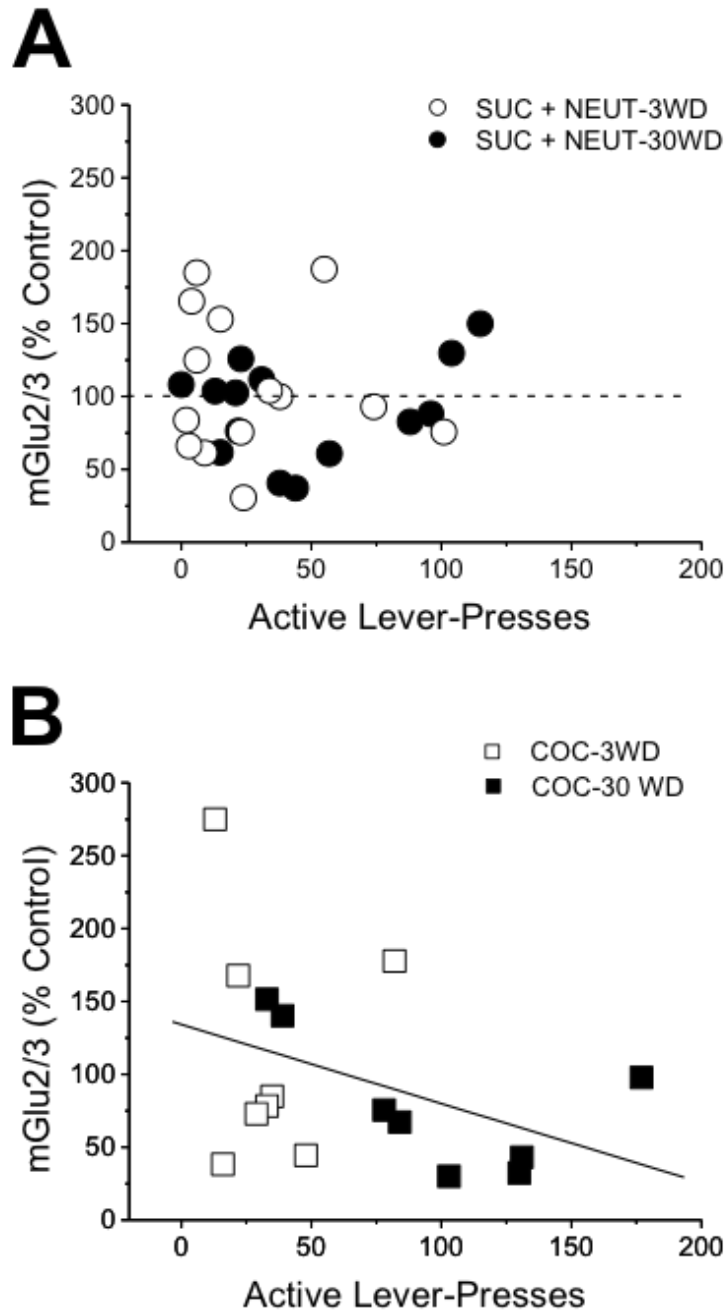 A
300
250
200
150
100
50
0
mGlu2/3 (% Control)
SUC + NEUT-3WD
SUC + NEUT-30WD
0 50 100 150 200
Active Lever-Presses
B
300
250
200
150
100
50
0
mGlu2/3 (% Control)
COC-3WD
COC-30 WD
0 50 100 150 200
Active Lever-Presses